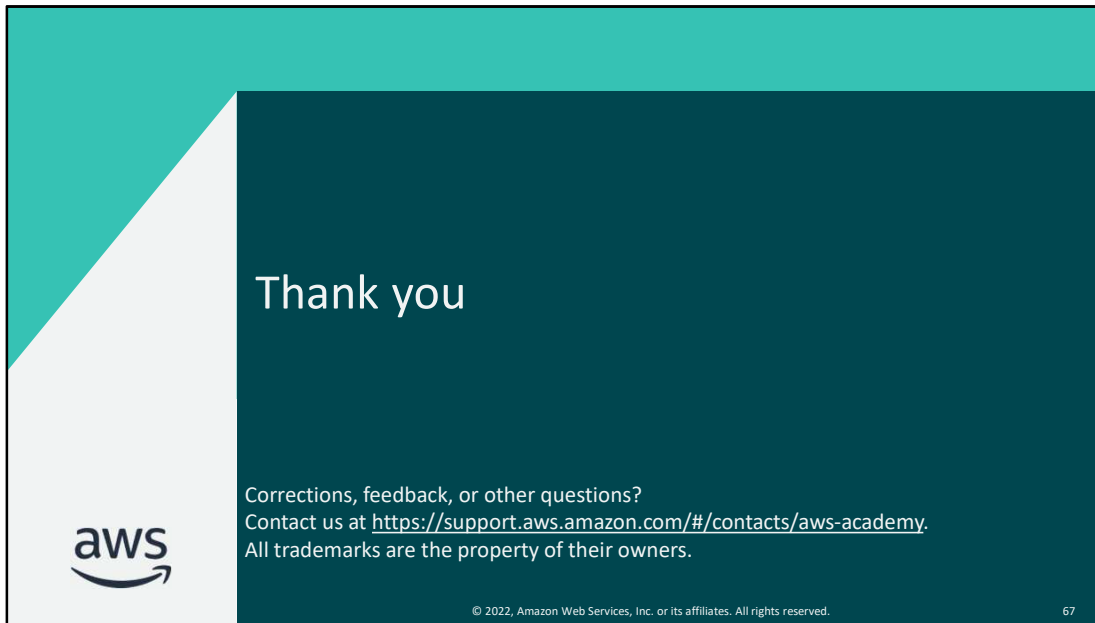 Thank you
Corrections, feedback, or other questions?
Contact us at https://support.aws.amazon.com/#/contacts/aws-academy.
All trademarks are the property of their owners.
aws
© 2022, Amazon Web Services, Inc. or its affiliates. All rights reserved.
67